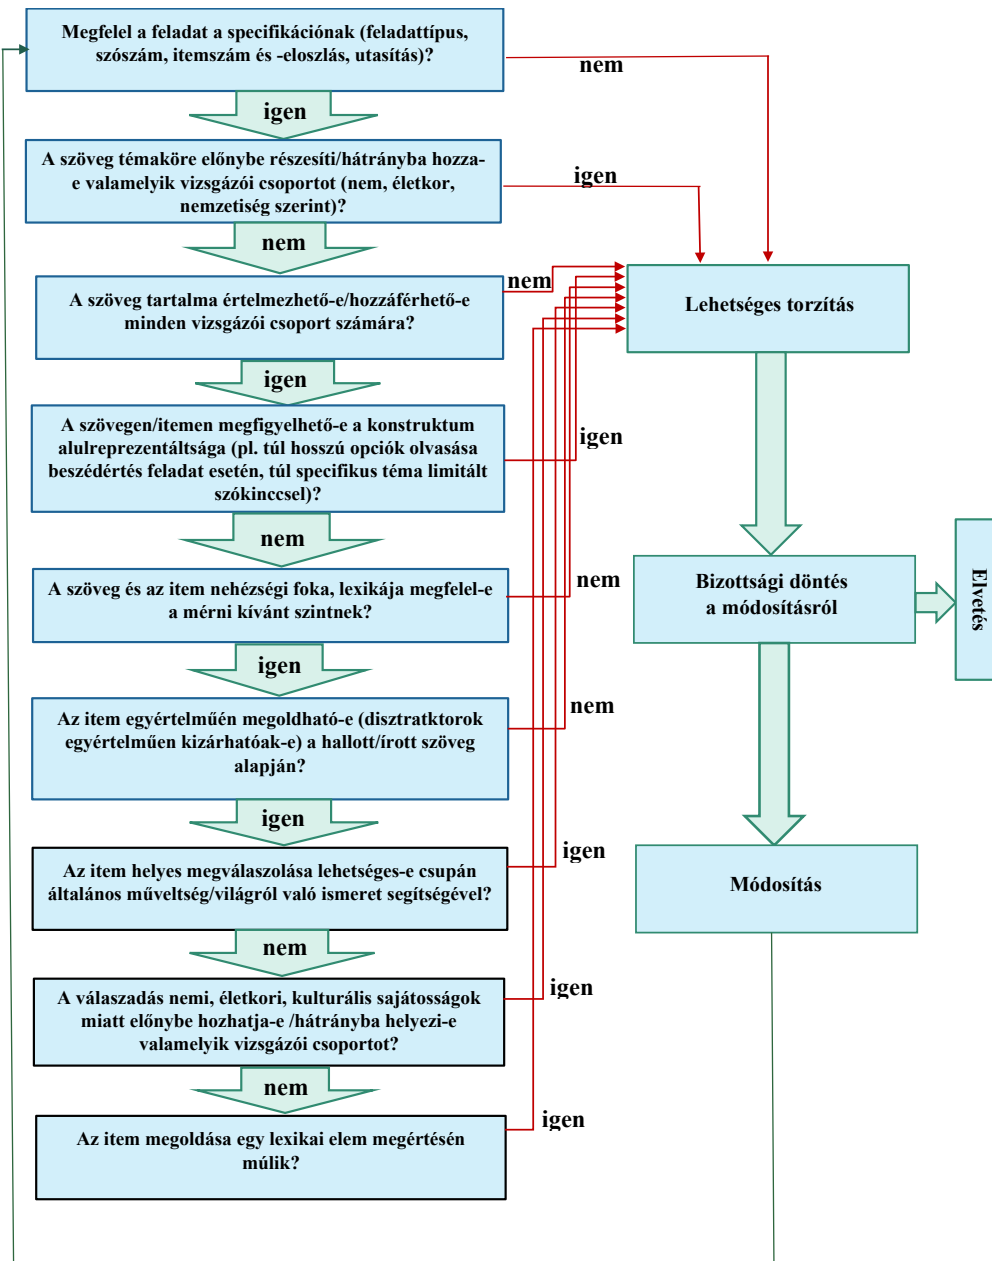 Megfelel a feladat a specifikációnak (feladattípus,
szószám, itemszám és -eloszlás, utasítás)?
nem
igen
A szöveg témaköre előnybe részesíti/hátrányba hozza-
e valamelyik vizsgázói csoportot (nem, életkor,
nemzetiség szerint)?
igen
nem
A szöveg tartalma értelmezhető-e/hozzáférhető-e
minden vizsgázói csoport számára?
nem
Lehetséges torzítás
igen
A szövegen/itemen megfigyelhető-e a konstruktum
alulreprezentáltsága (pl. túl hosszú opciók olvasása
beszédértés feladat esetén, túl specifikus téma limitált
szókinccsel)?
igen
nem
A szöveg és az item nehézségi foka, lexikája megfelel-e
a mérni kívánt szintnek?
nem
Bizottsági döntés
a módosításról
Elvetés
igen
Az item egyértelműén megoldható-e (disztratktorok
egyértelműen kizárhatóak-e) a hallott/írott szöveg
alapján?
nem
igen
Az item helyes megválaszolása lehetséges-e csupán
általános műveltség/világról való ismeret segítségével?
igen
Módosítás
nem
A válaszadás nemi, életkori, kulturális sajátosságok
miatt előnybe hozhatja-e /hátrányba helyezi-e
valamelyik vizsgázói csoportot?
igen
nem
Az item megoldása egy lexikai elem megértésén
múlik?
igen